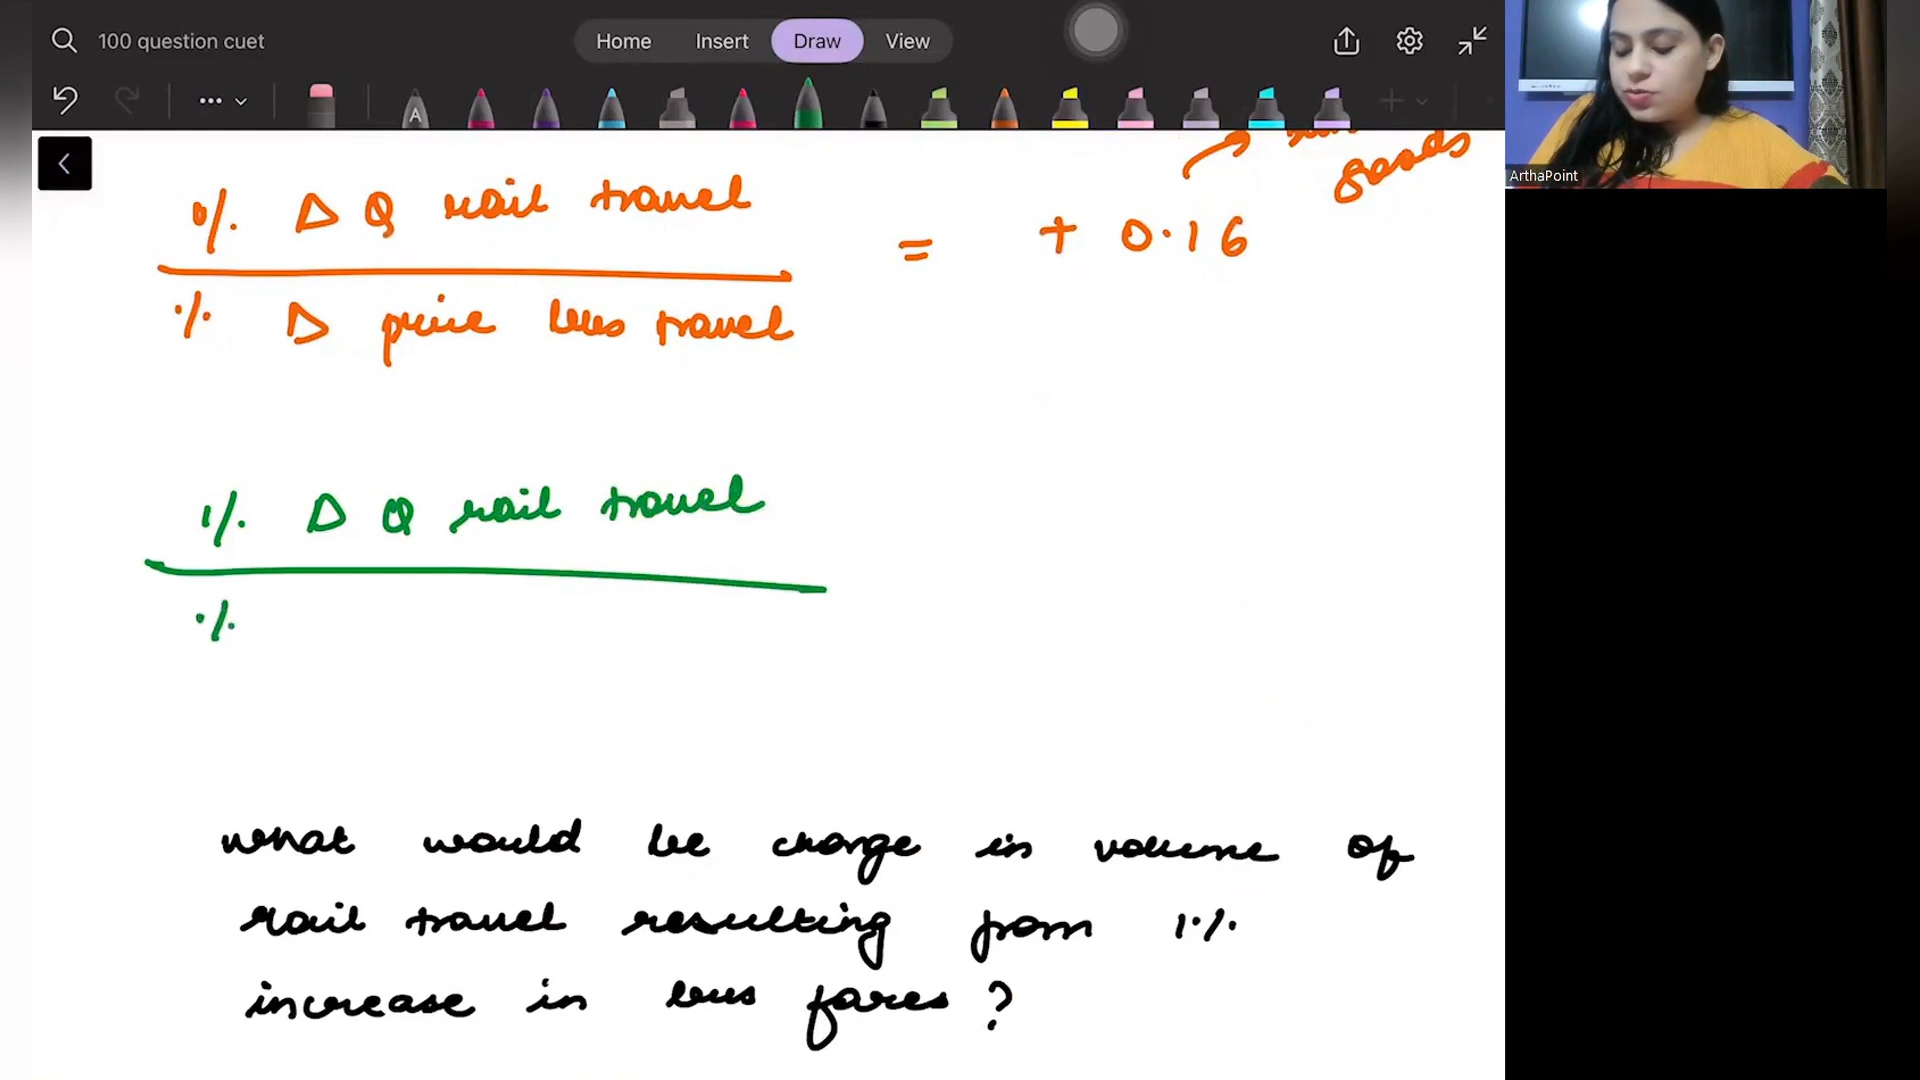 100 question cuet
Home Insert Draw View
A
ArthaPoint
goods
% Δ Q rail travel
= + 0.16
% Δ price bus travel
% Δ Q rail travel
%
what would be change in volume of
rail travel resulting from 1%
increase in bus fares ?